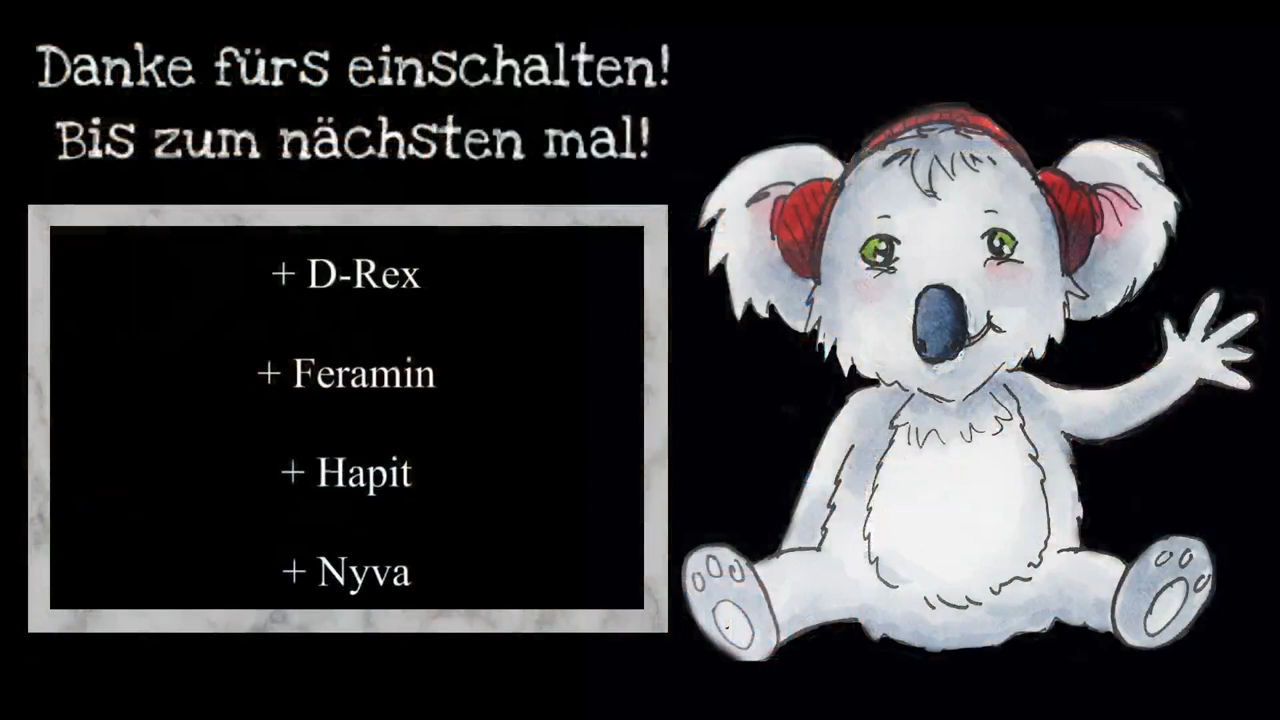 Danke fürs einschalten!
Bis zum nächsten mal!
+ D-Rex
+ Feramin
+ Hapit
+ Nyva